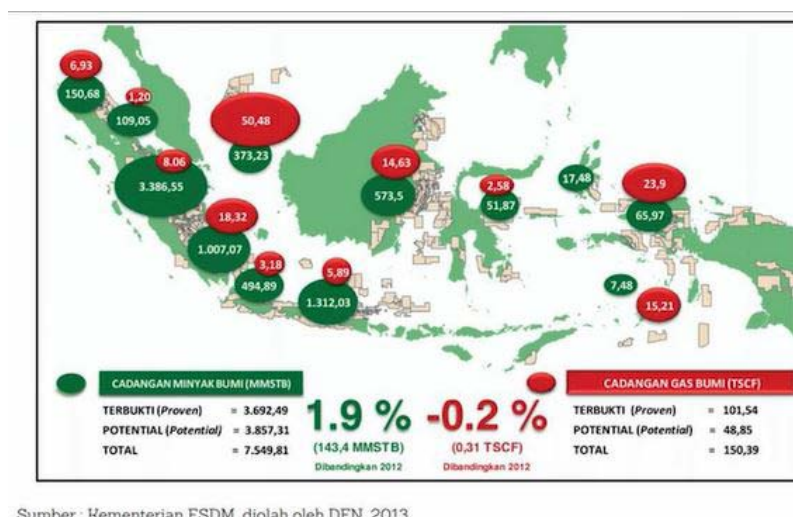 6,93
150,68
1,20
109,05
50,48
373,23
8.06
3.386,55
14,63
573,5
2,58
51,87
17,48
23,9
65,97
18,32
1.007,07
3,18
494,89
5,89
1.312,03
7,48
15,21
CADANGAN MINYAK BUMI (MMSTB)
TERBUKTI (Proven) = 3.692,49
POTENTIAL (Potential) = 3.857,31
TOTAL = 7.549,81
1.9 %
(143,4 MMSTB)
Dibandingkan 2012
-0.2 %
(0,31 TSCF)
Dibandingkan 2012
CADANGAN GAS BUMI (TSCF)
TERBUKTI (Proven) = 101,54
POTENTIAL (Potential) = 48,85
TOTAL = 150,39
Sumber : Kementerian ESDM, diolah oleh DEN, 2013